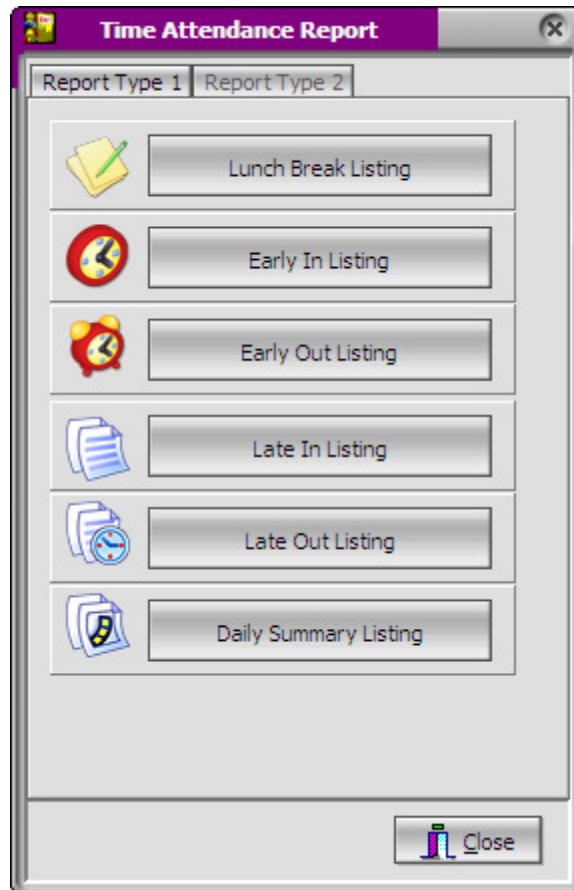 Time Attendance Report
Report Type 1 Report Type 2
Lunch Break Listing
Early In Listing
Early Out Listing
Late In Listing
Late Out Listing
Daily Summary Listing
Close